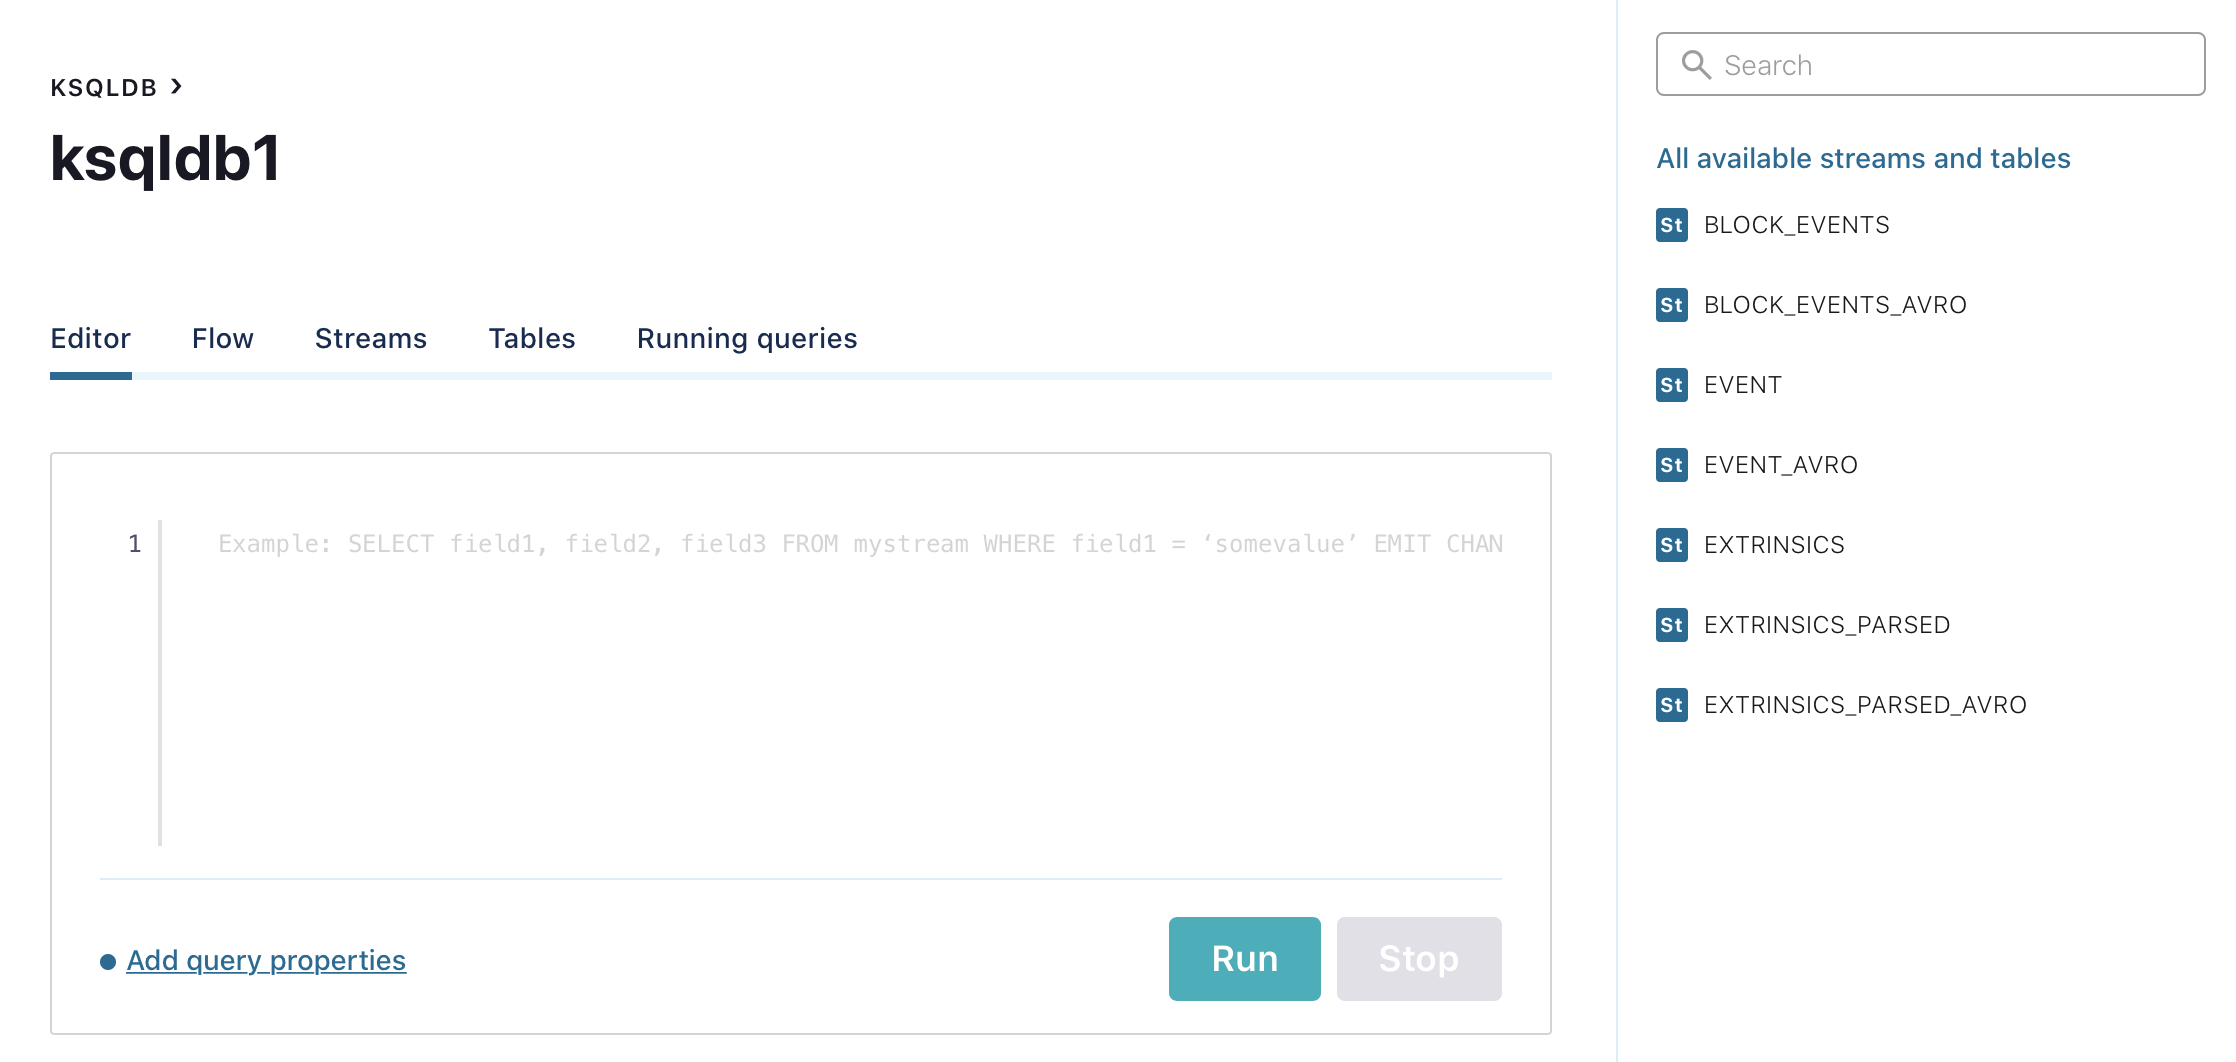 KSQLDB ›
ksqldb1
Editor Flow Streams Tables Running queries
1 Example: SELECT field1, field2, field3 FROM mystream WHERE field1 = ‘somevalue’ EMIT CHAN
Add query properties
Run Stop
Search
All available streams and tables
St BLOCK_EVENTS
St BLOCK_EVENTS_AVRO
St EVENT
St EVENT_AVRO
St EXTRINSICS
St EXTRINSICS_PARSED
St EXTRINSICS_PARSED_AVRO